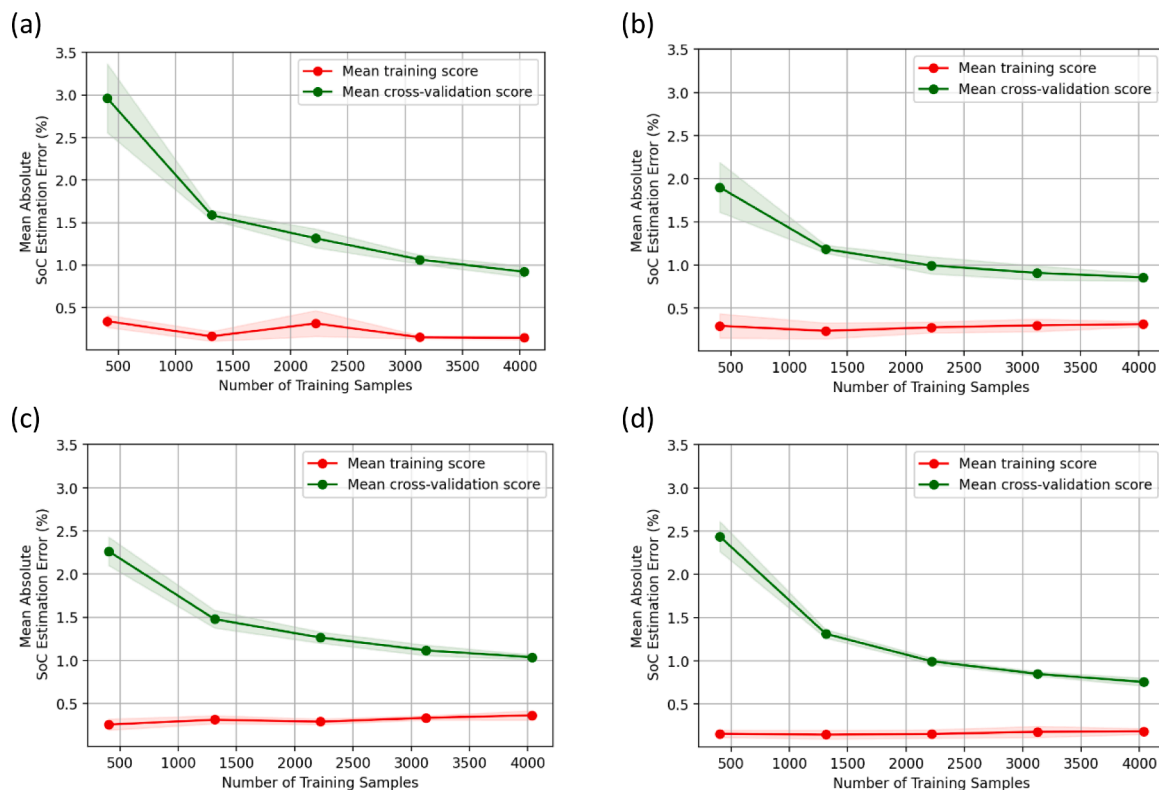 (a)
3.5
3.0
2.5
2.0
1.5
1.0
0.5
Mean Absolute
SoC Estimation Error (%)
Mean training score
Mean cross-validation score
500 1000 1500 2000 2500 3000 3500 4000
Number of Training Samples
(b)
3.5
3.0
2.5
2.0
1.5
1.0
0.5
Mean Absolute
SoC Estimation Error (%)
Mean training score
Mean cross-validation score
500 1000 1500 2000 2500 3000 3500 4000
Number of Training Samples
(c)
3.5
3.0
2.5
2.0
1.5
1.0
0.5
Mean Absolute
SoC Estimation Error (%)
Mean training score
Mean cross-validation score
500 1000 1500 2000 2500 3000 3500 4000
Number of Training Samples
(d)
3.5
3.0
2.5
2.0
1.5
1.0
0.5
Mean Absolute
SoC Estimation Error (%)
Mean training score
Mean cross-validation score
500 1000 1500 2000 2500 3000 3500 4000
Number of Training Samples